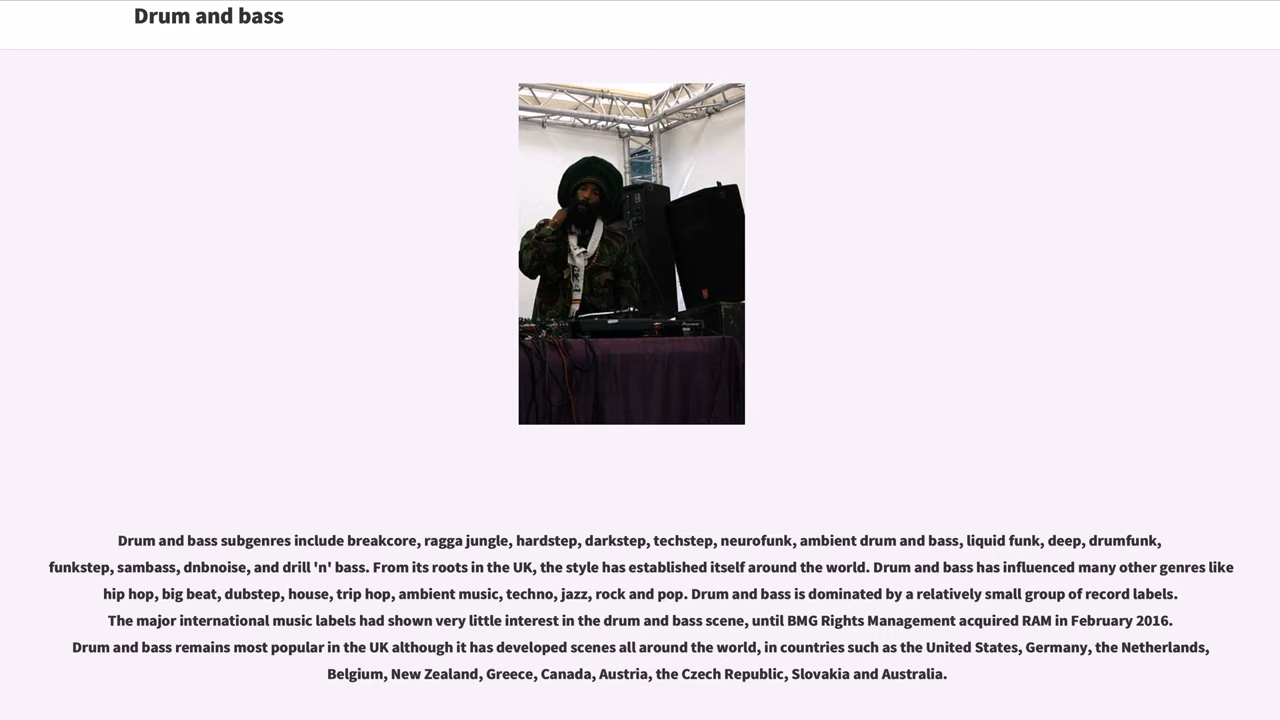 Drum and bass
Drum and bass subgenres include breakcore, ragga jungle, hardstep, darkstep, techstep, neurofunk, ambient drum and bass, liquid funk, deep, drumfunk,
funkstep, sambass, dnbnoise, and drill 'n' bass. From its roots in the UK, the style has established itself around the world. Drum and bass has influenced many other genres like
hip hop, big beat, dubstep, house, trip hop, ambient music, techno, jazz, rock and pop. Drum and bass is dominated by a relatively small group of record labels.
The major international music labels had shown very little interest in the drum and bass scene, until BMG Rights Management acquired RAM in February 2016.
Drum and bass remains most popular in the UK although it has developed scenes all around the world, in countries such as the United States, Germany, the Netherlands,
Belgium, New Zealand, Greece, Canada, Austria, the Czech Republic, Slovakia and Australia.